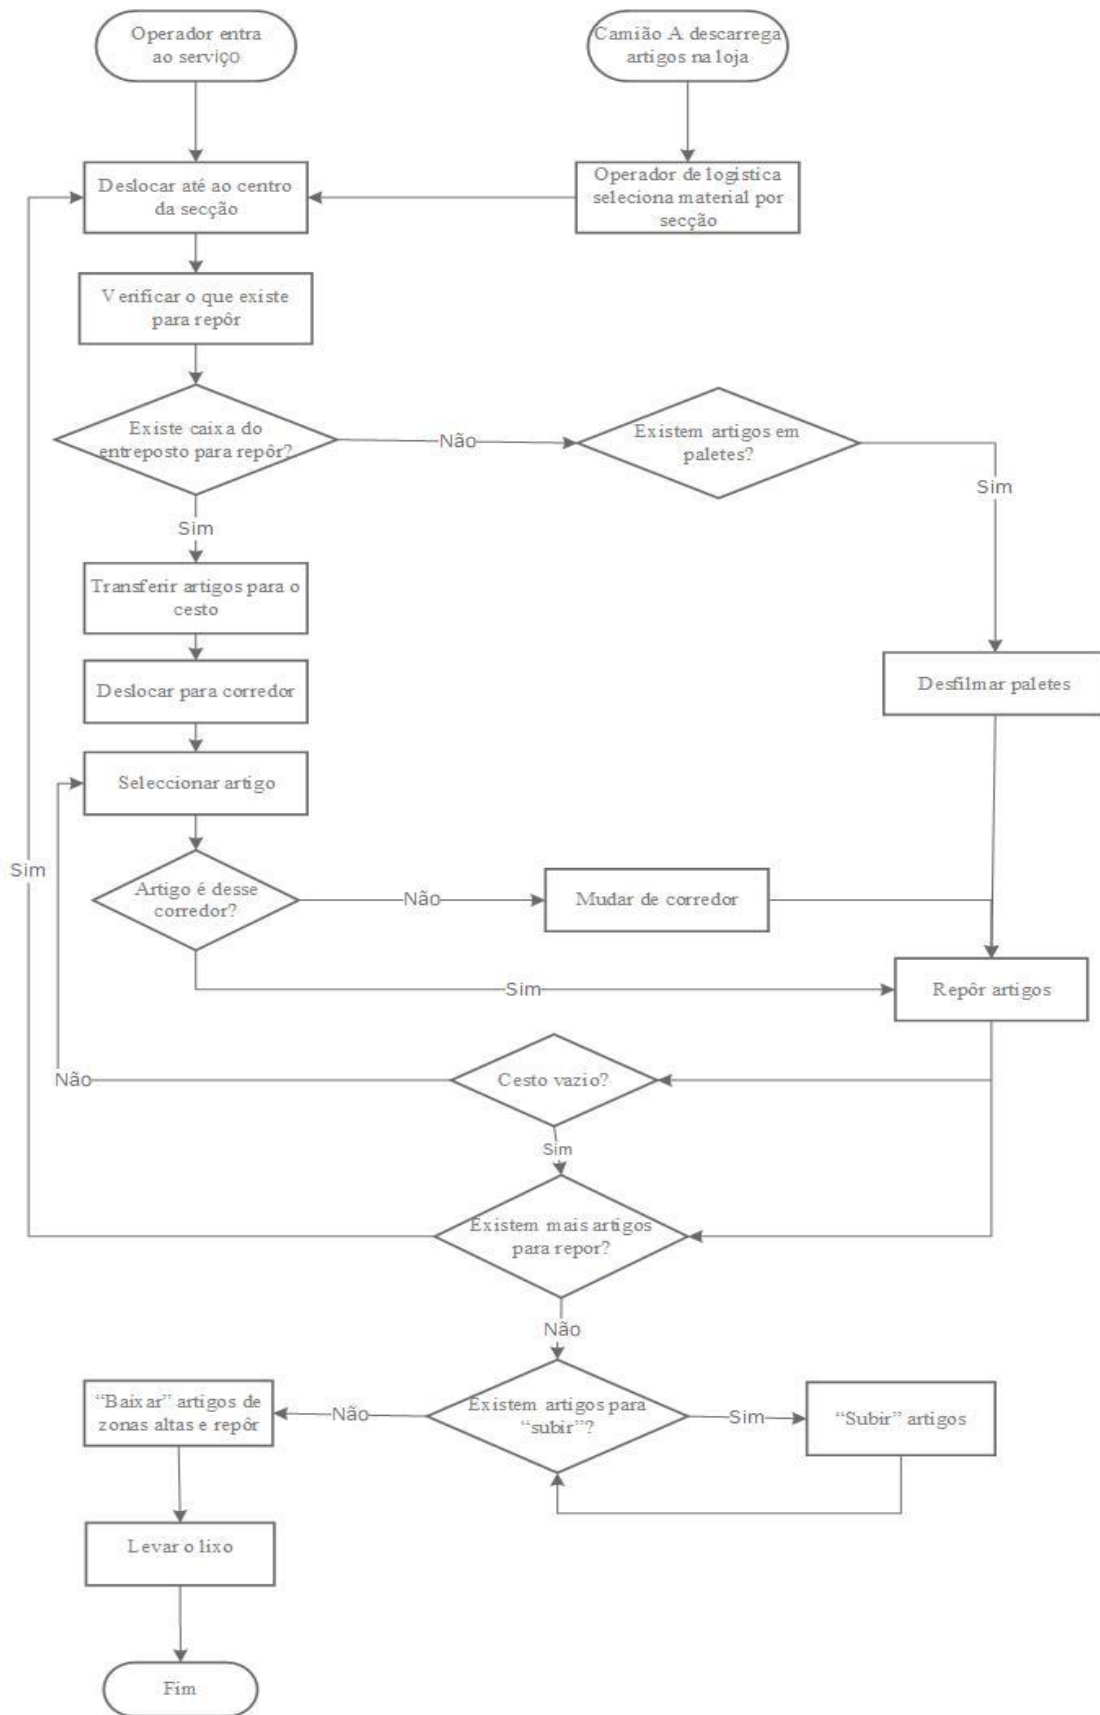 Operador entra
ao serviço
Camião A descarrega
artigos na loja
Deslocar até ao centro
da secção
Operador de logistica
seleciona material por
secção
Verificar o que existe
para repôr
Existe caixa do
entreposto para repôr?
Não
Existem artigos em
paletes?
Sim
Sim
Transferir artigos para o
cesto
Deslocar para corredor
Desfilmar paletes
Seleccionar artigo
Sim
Artigo é desse
corredor?
Não
Mudar de corredor
Sim
Repôr artigos
Não
Cesto vazio?
Sim
Existem mais artigos
para repor?
Não
“Baixar” artigos de
zonas altas e repôr
Não
Existem artigos para
“subir”?
Sim
“Subir” artigos
Levar o lixo
Fim